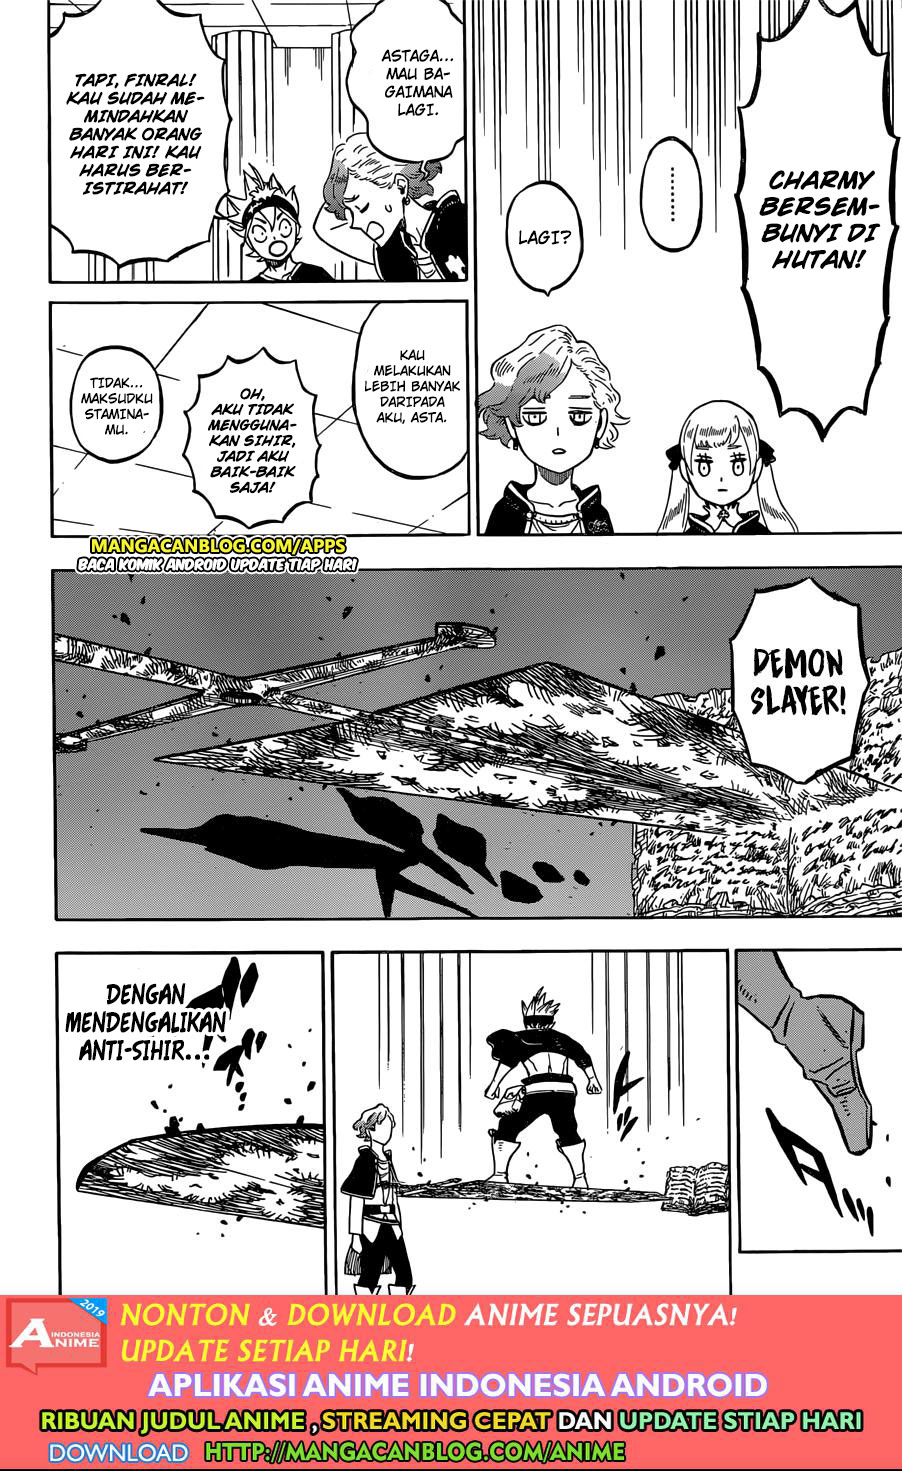 CHARMY
BERSEM-
BUNYI DI
HUTAN!
.........
LAGI?
ASTAGA...
MAU BA-
GAIMANA
LAGI.
TAPI, FINRAL!
KAU SUDAH ME-
MINDAHKAN
BANYAK ORANG
HARI INI! KAU
HARUS BER-
ISTIRAHAT!
KAU
MELAKUKAN
LEBIH BANYAK
DARIPADA
AKU, ASTA.
OH,
AKU TIDAK
MENGGUNA-
KAN SIHIR,
JADI AKU
BAIK-BAIK
SAJA!
TIDAK...
MAKSUDKU
STAMINA-
MU.
MANGACANBLOG.COM/APPS
BACA KOMIK ANDROID UPDATE TIAP HARI
DEMON
SLAYER!
DENGAN
MENDENGALIKAN
ANTI-SIHIR..!
2019
INDONESIA
ANIME
NONTON & DOWNLOAD ANIME SEPUASNYA!
UPDATE SETIAP HARI!
APLIKASI ANIME INDONESIA ANDROID
RIBUAN JUDUL ANIME , STREAMING CEPAT DAN UPDATE STIAP HARI
DOWNLOAD HTTP://MANGACANBLOG.COM/ANIME